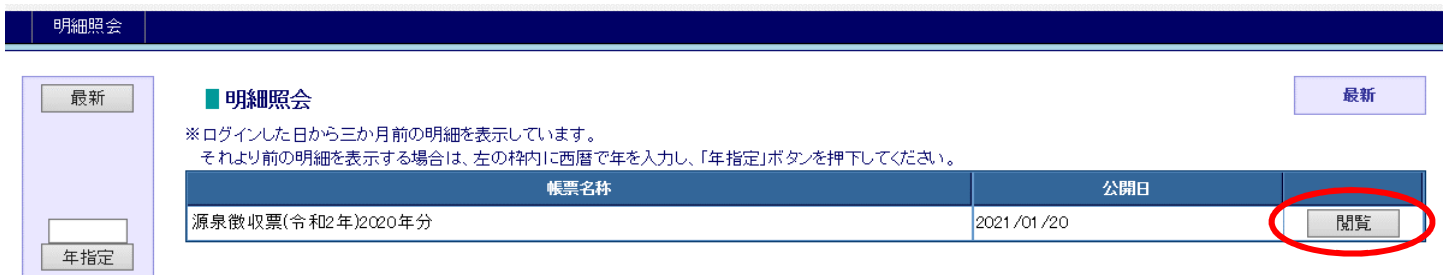 明細照会
最新
年指定
明細照会
最新
※ログインした日から三か月前の明細を表示しています。
それより前の明細を表示する場合は、左の枠内に西暦で年を入力し、「年指定」ボタンを押下してください。
帳票名称 公開日
源泉徴収票(令和2年)2020年分 2021/01/20 閲覧